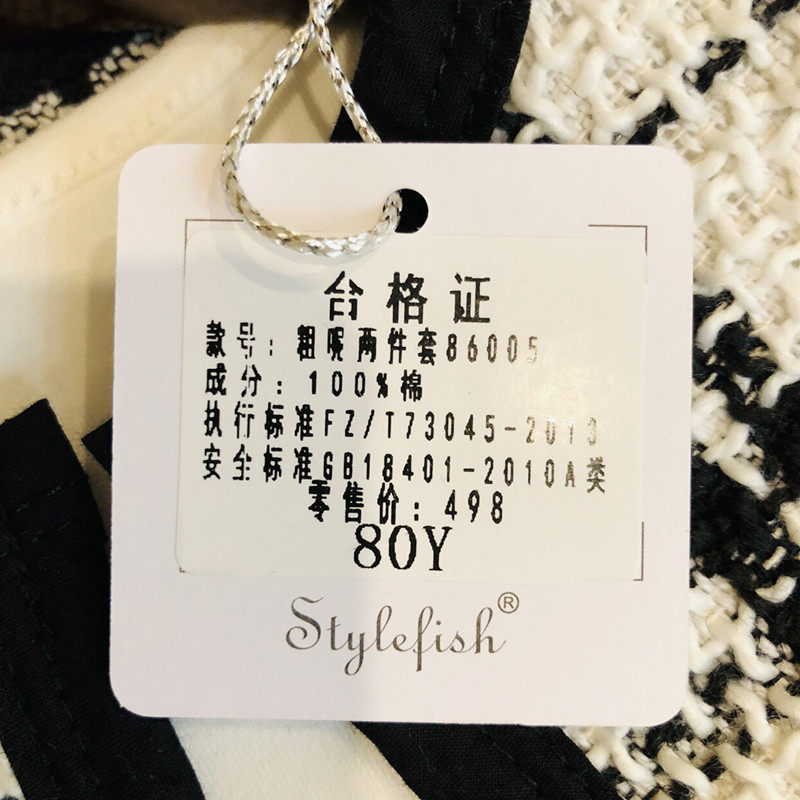 合格证
款号：粗呢两件套86005
成分：100%棉
执行标准FZ/T73045-2013
安全标准GB18401-2010A类
零售价：498
80Y
Stylefish®